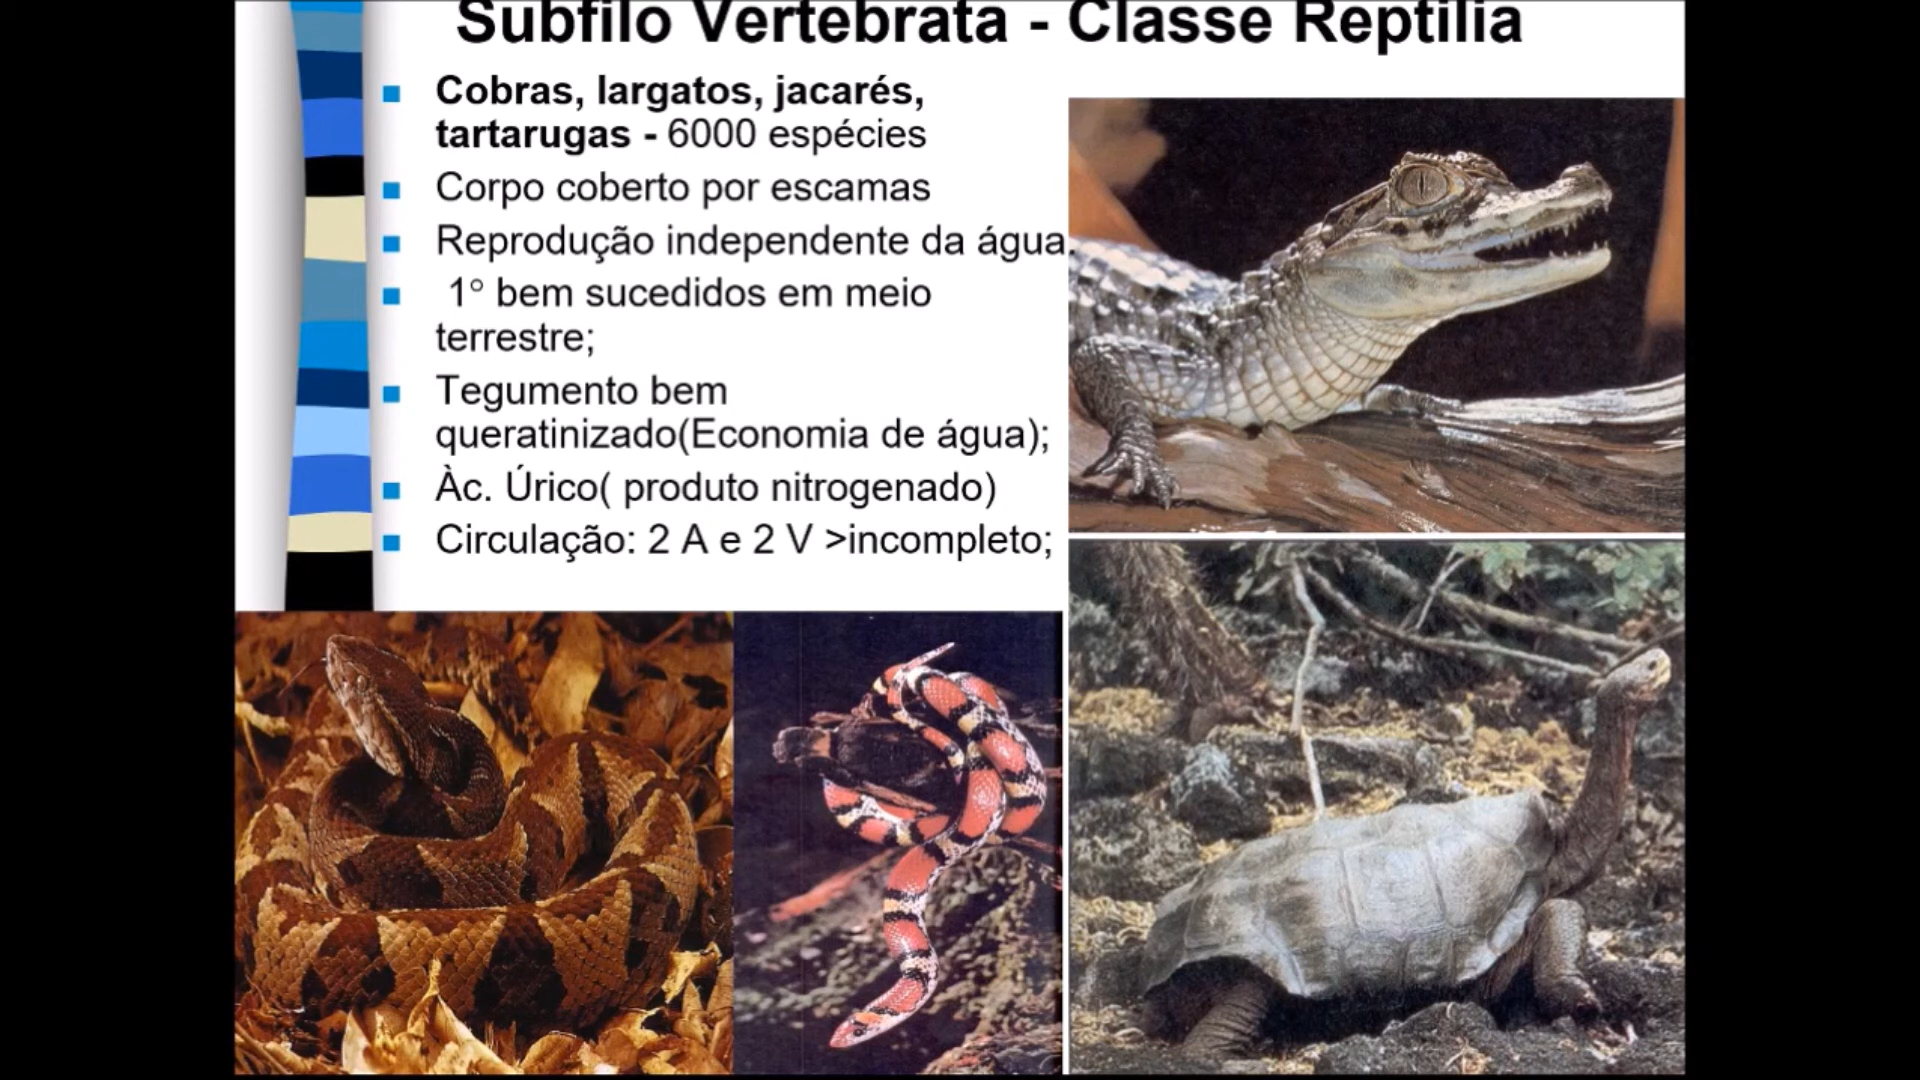 Subfilo Vertebrata - Classe Reptilia
Cobras, largatos, jacarés,
tartarugas - 6000 espécies
Corpo coberto por escamas
Reprodução independente da água.
1° bem sucedidos em meio
terrestre;
Tegumento bem
queratinizado(Economia de água);
Àc. Úrico( produto nitrogenado)
Circulação: 2 A e 2 V >incompleto;